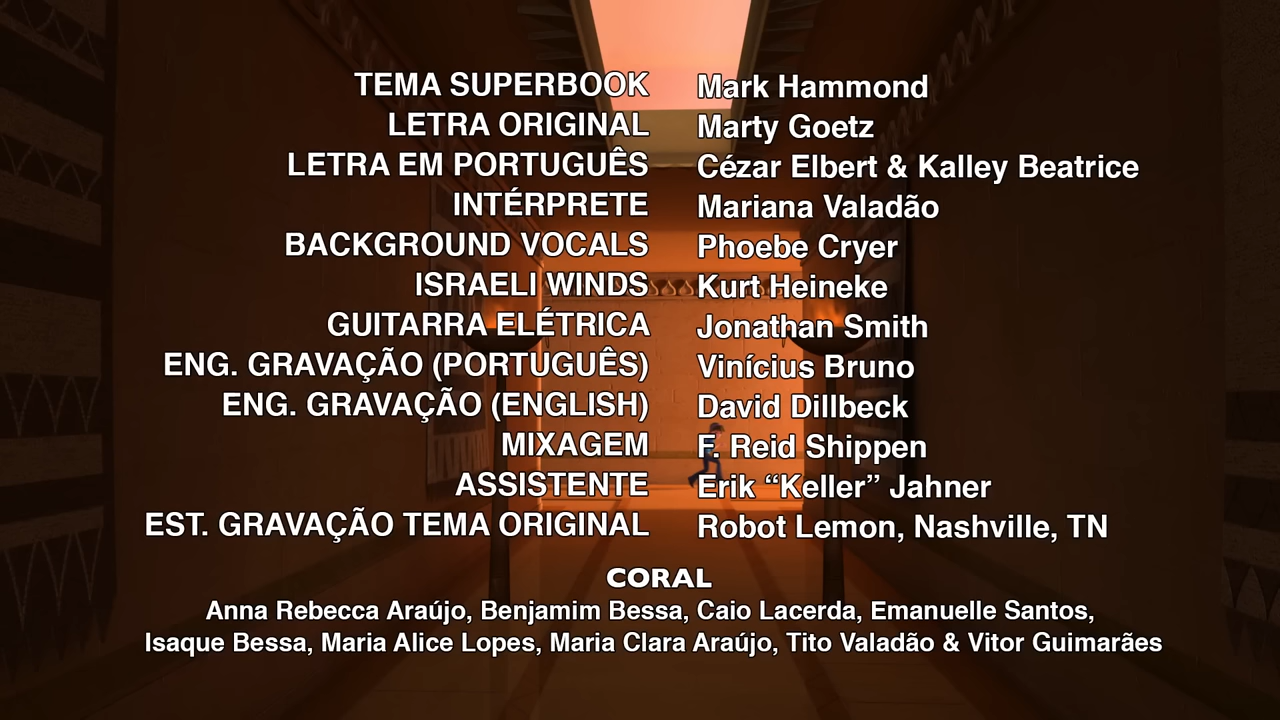 TEMA SUPERBOOK Mark Hammond
LETRA ORIGINAL Marty Goetz
LETRA EM PORTUGUÊS Cézar Elbert & Kalley Beatrice
INTÉRPRETE Mariana Valadão
BACKGROUND VOCALS Phoebe Cryer
ISRAELI WINDS Kurt Heineke
GUITARRA ELÉTRICA Jonathan Smith
ENG. GRAVAÇÃO (PORTUGUÊS) Vinícius Bruno
ENG. GRAVAÇÃO (ENGLISH) David Dillbeck
MIXAGEM F. Reid Shippen
ASSISTENTE Erik “Keller” Jahner
EST. GRAVAÇÃO TEMA ORIGINAL Robot Lemon, Nashville, TN
CORAL
Anna Rebecca Araújo, Benjamim Bessa, Caio Lacerda, Emanuelle Santos,
Isaque Bessa, Maria Alice Lopes, Maria Clara Araújo, Tito Valadão & Vitor Guimarães